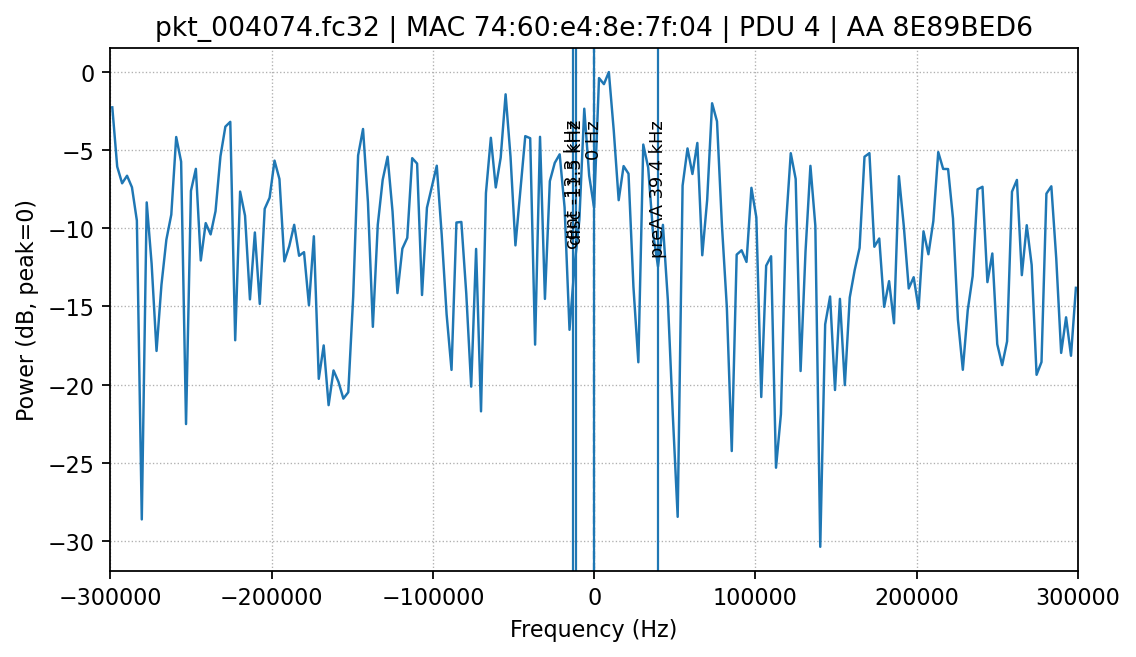 pkt_004074.fc32 | MAC 74:60:e4:8e:7f:04 | PDU 4 | AA 8E89BED6
Power (dB, peak=0)
0
−5
−10
−15
−20
−25
−30
0 Hz
preAA 39.4 kHz
−300000
−200000
−100000
0
100000
200000
300000
Frequency (Hz)